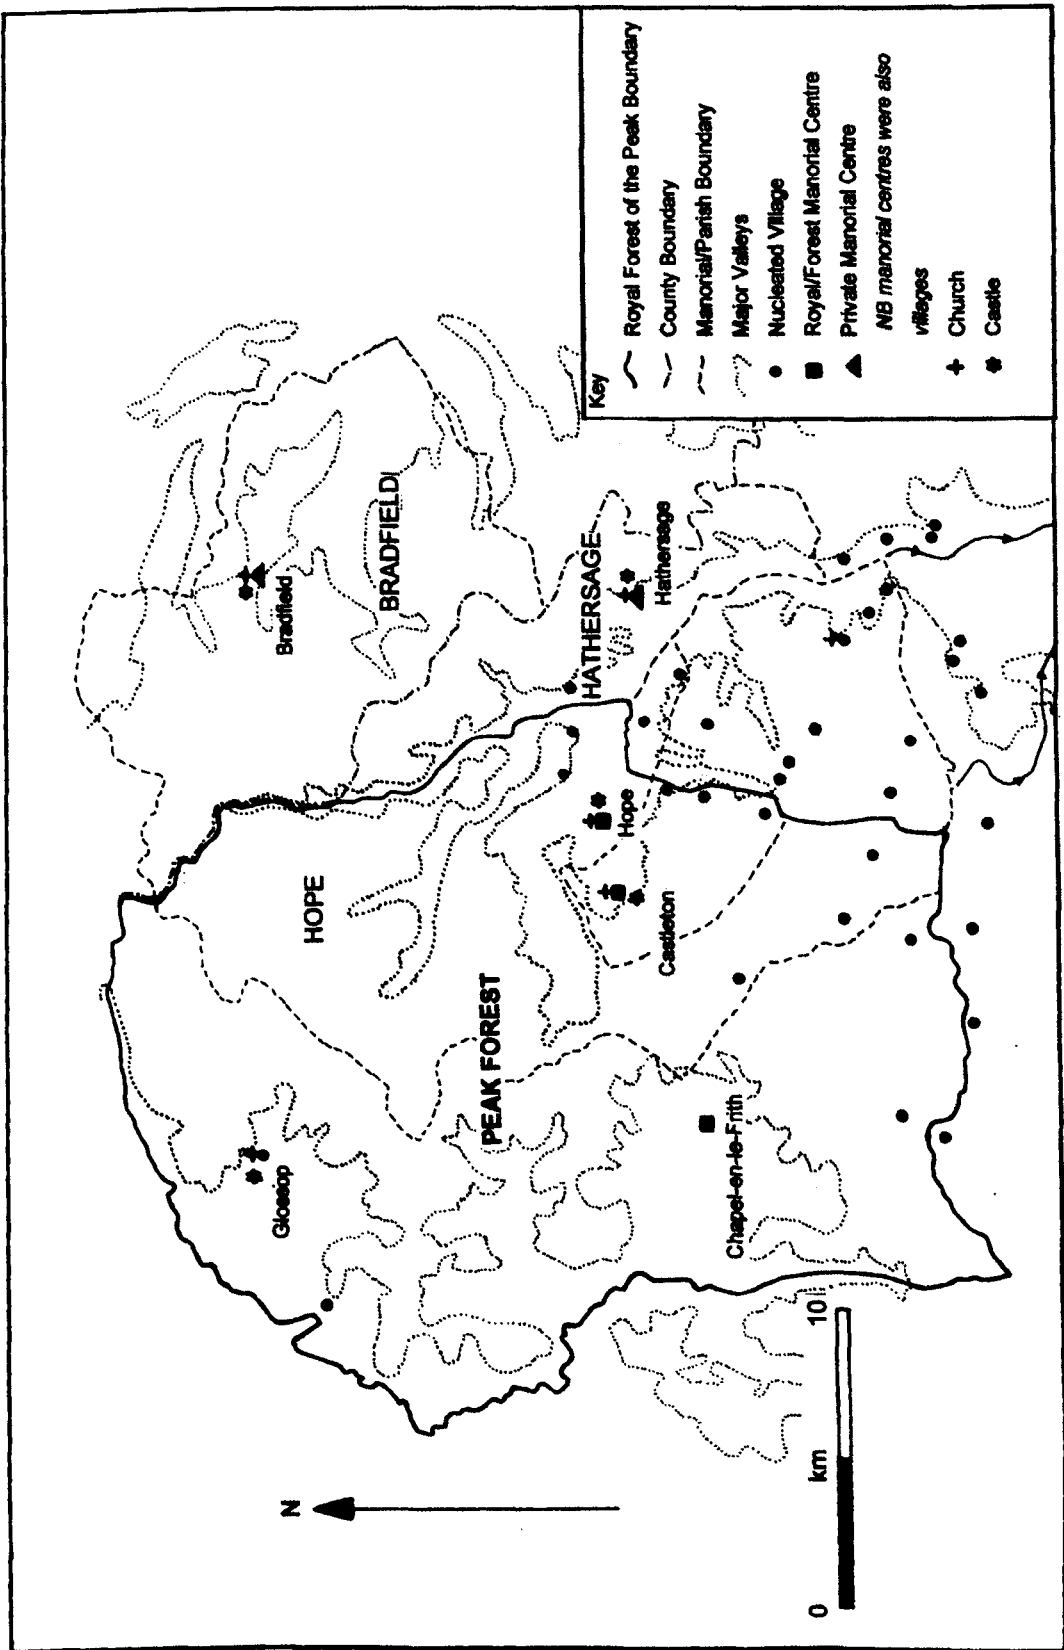 N
Glossop
Bradfield
HOPE
BRADFIELD
PEAK FOREST
HATHERSAGE
Hope
Hathersage
Castleton
Chapel-en-le-Frith
0 km 10
Key
Royal Forest of the Peak Boundary
County Boundary
Manorial/Parish Boundary
Major Valleys
Nucleated Village
Royal/Forest Manorial Centre
Private Manorial Centre
NB manorial centres were also
villages
Church
Castle